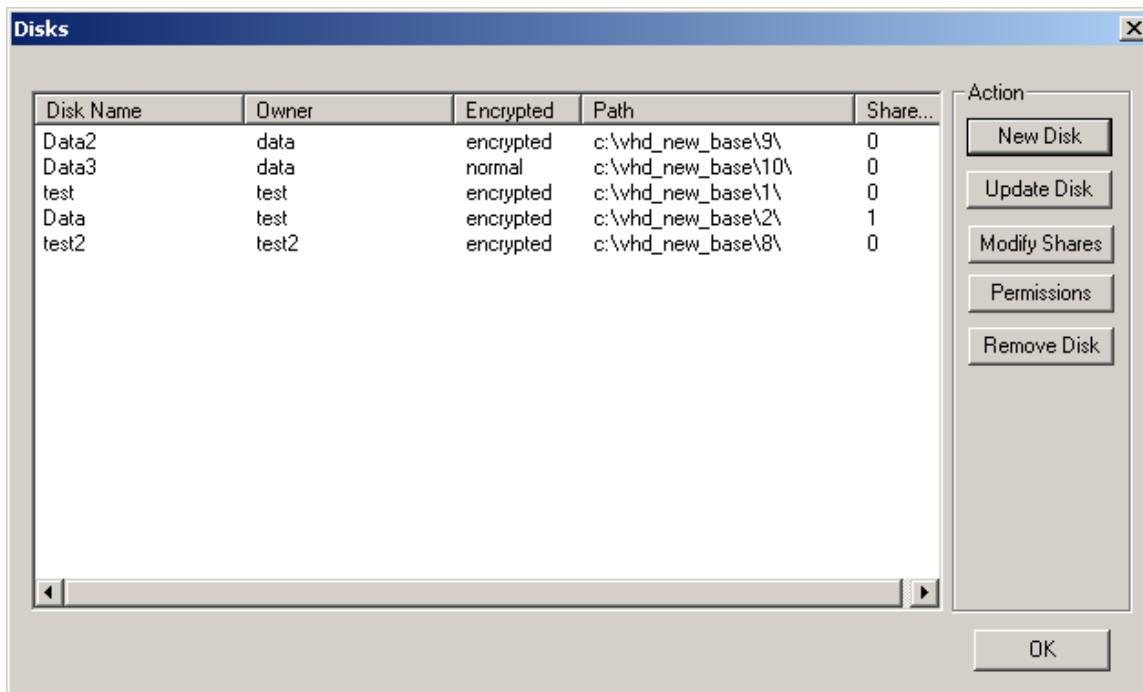 Disks
Disk Name Owner Encrypted Path Share...
Data2 data encrypted c:\vhd_new_base\9\ 0
Data3 data normal c:\vhd_new_base\10\ 0
test test encrypted c:\vhd_new_base\1\ 0
Data test encrypted c:\vhd_new_base\2\ 1
test2 test2 encrypted c:\vhd_new_base\8\ 0
Action
New Disk
Update Disk
Modify Shares
Permissions
Remove Disk
OK